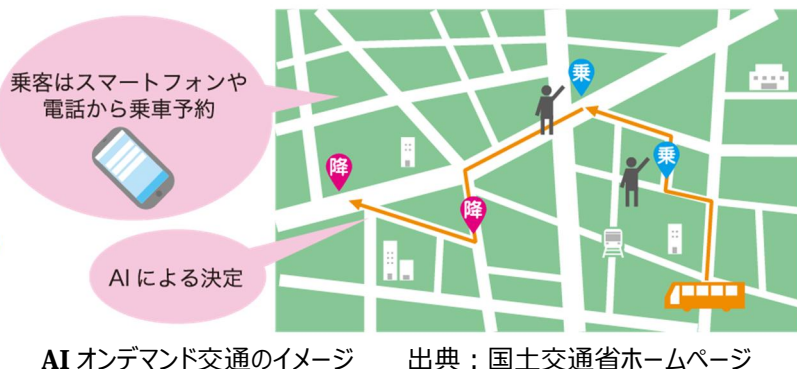 乗客はスマートフォンや
電話から乗車予約
乗
乗
降
降
AIによる決定
AI オンデマンド交通のイメージ 出典：国土交通省ホームページ